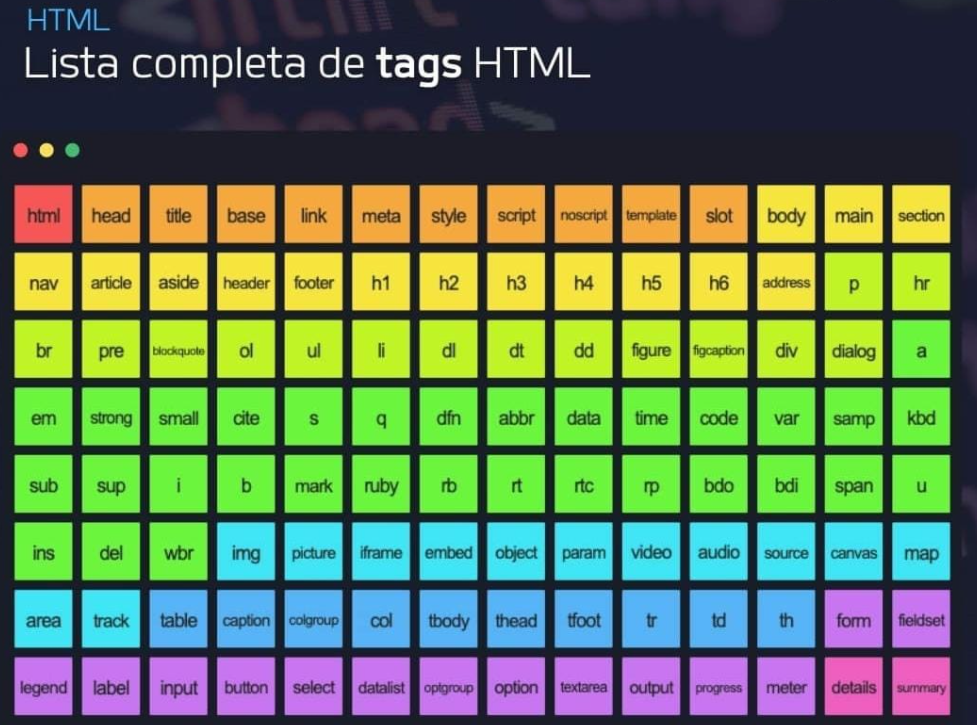 HTML
Lista completa de tags HTML
html head title base link meta style script noscript template slot body main section
nav article aside header footer h1 h2 h3 h4 h5 h6 address p hr
br pre blockquote ol ul li dl dt dd figure figcaption div dialog a
em strong small cite s q dfn abbr data time code var samp kbd
sub sup i b mark ruby rb rt rtc rp bdo bdi span u
ins del wbr img picture iframe embed object param video audio source canvas map
area track table caption colgroup col tbody thead tfoot tr td th form fieldset
legend label input button select datalist optgroup option textarea output progress meter details summary